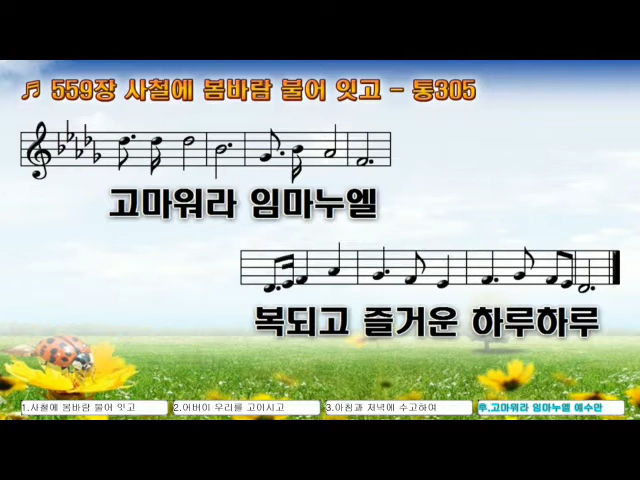 559장 사철에 봄바람 불어 잇고 - 통305
고마워라 임마누엘
복되고 즐거운 하루하루
1.사철에 봄바람 불어 잇고
2.어버이 우리를 고이시고
3.아침과 저녁에 수고하여
후.고마워라 임마누엘 예수만